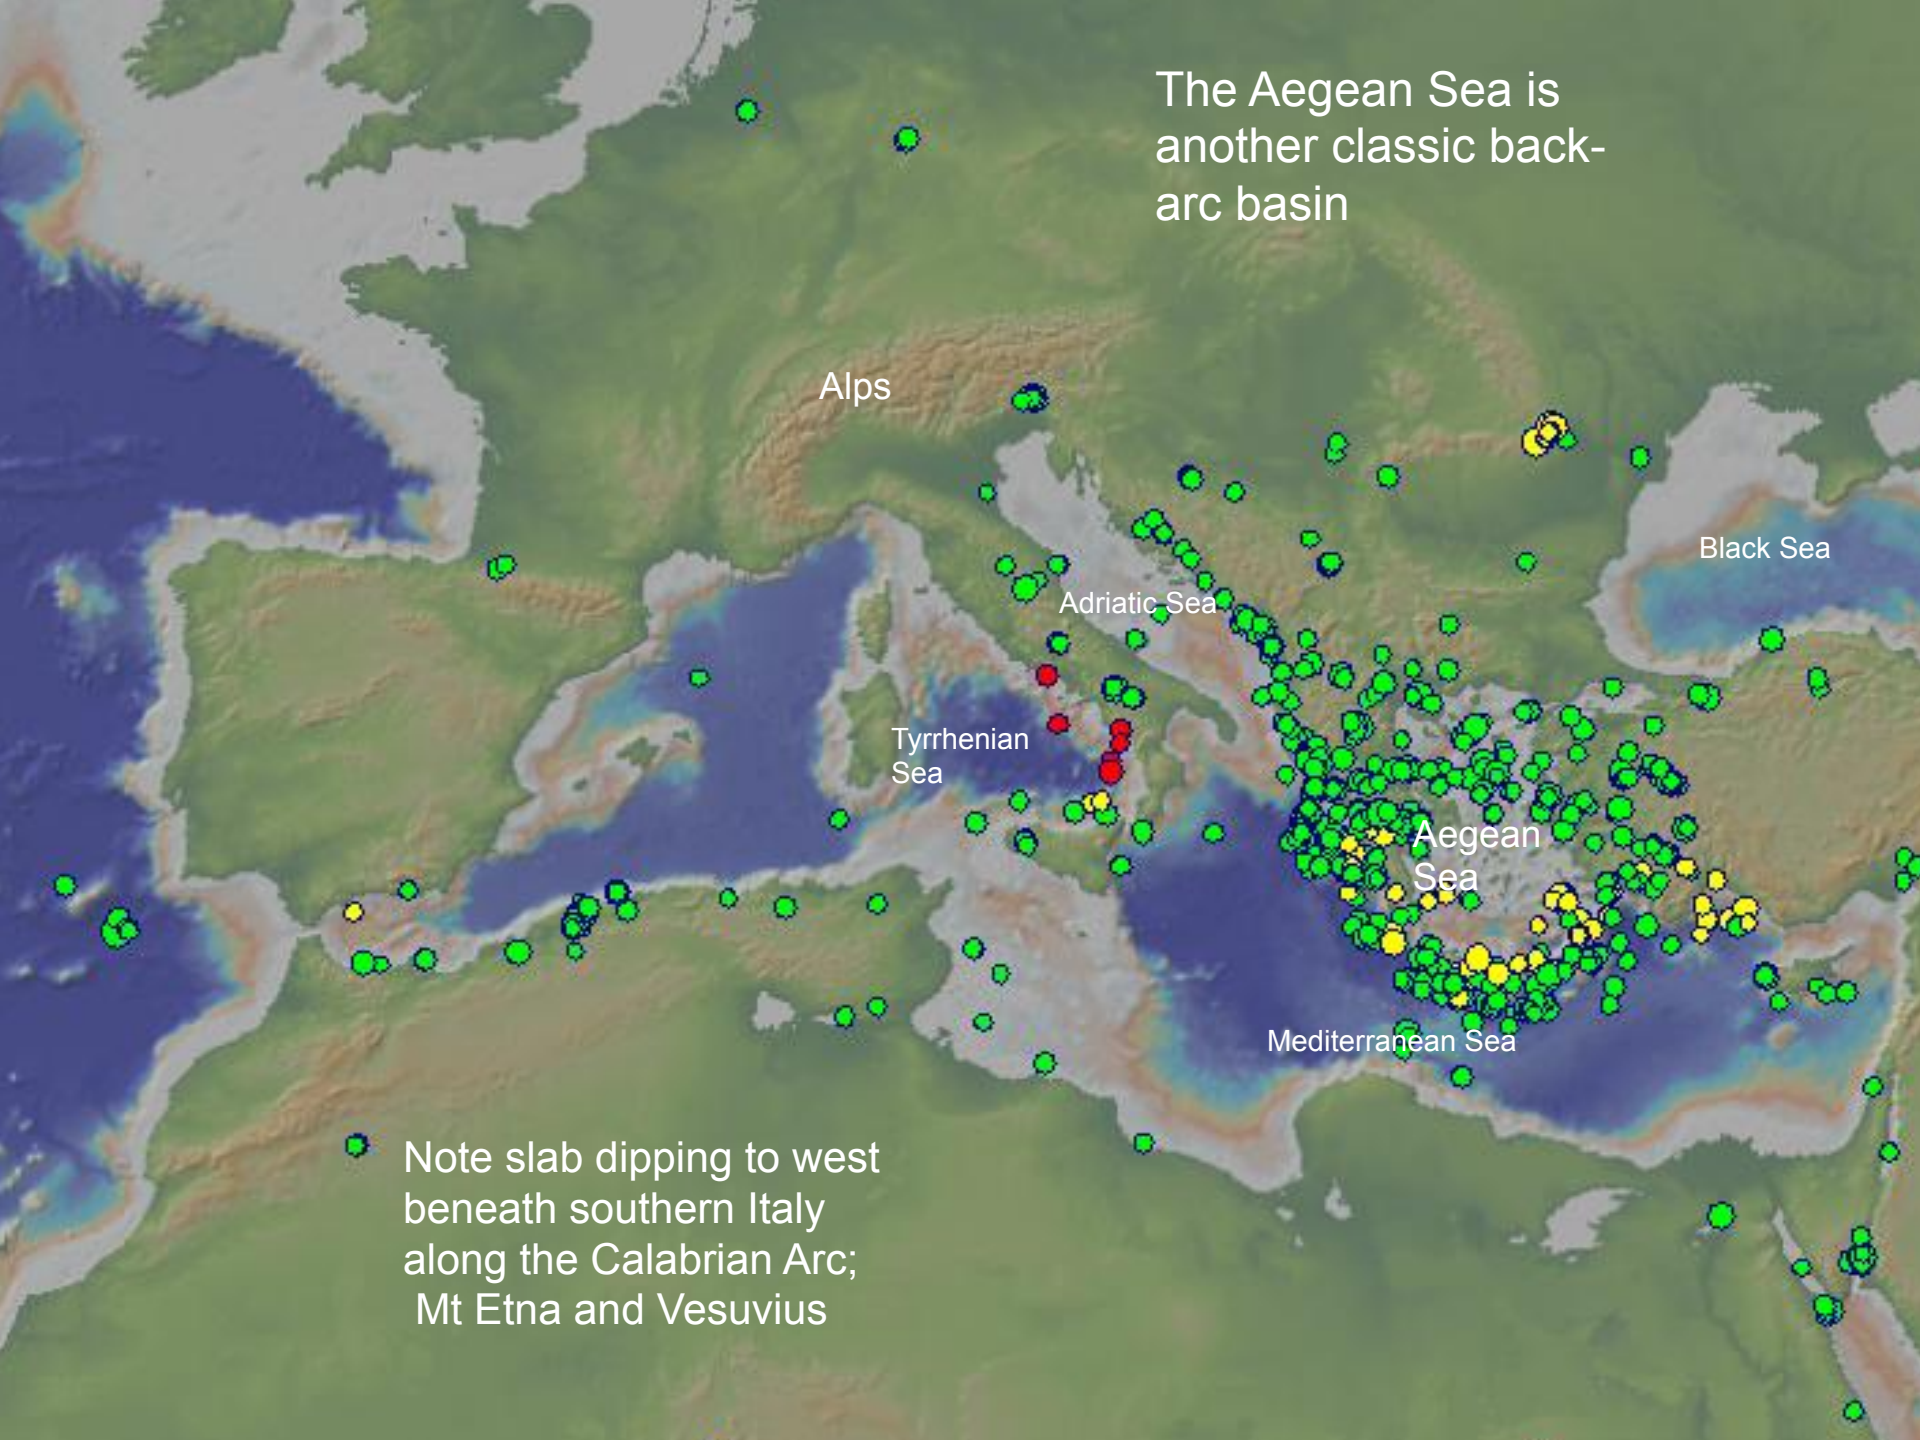 The Aegean Sea is
another classic back-
arc basin
Alps
Black Sea
Adriatic Sea
Tyrrhenian
Sea
Aegean
Sea
Mediterranean Sea
Note slab dipping to west
beneath southern Italy
along the Calabrian Arc;
Mt Etna and Vesuvius